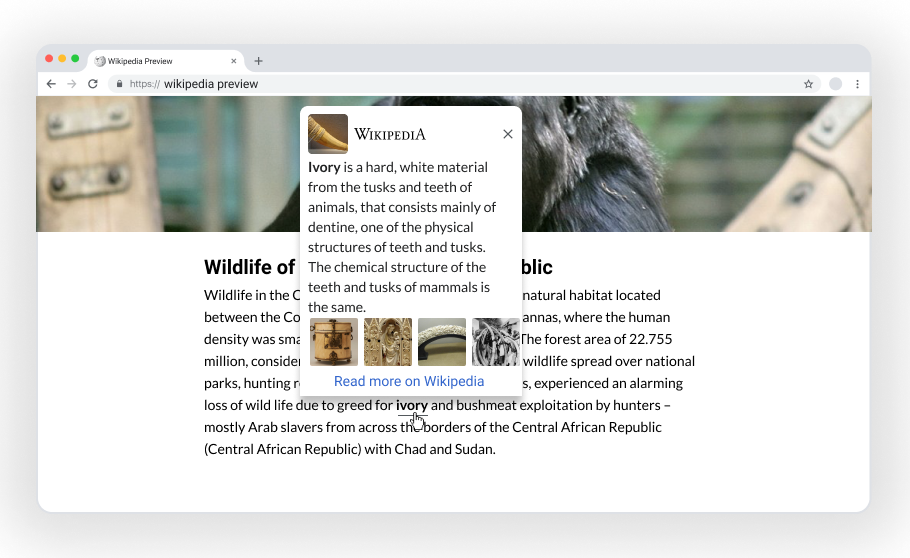 Wikipedia Preview
https:// wikipedia preview
WIKIPEDIA
Ivory is a hard, white material
from the tusks and teeth of
animals, that consists mainly of
dentine, one of the physical
structures of teeth and tusks.
The chemical structure of the
teeth and tusks of mammals is
the same.
Read more on Wikipedia
Wildlife of blic
Wildlife in the C natural habitat located
between the Co annas, where the human
density was sma The forest area of 22.755
million, consider wildlife spread over national
parks, hunting r s, experienced an alarming
loss of wild life due to greed for ivory and bushmeat exploitation by hunters –
mostly Arab slavers from across the borders of the Central African Republic
(Central African Republic) with Chad and Sudan.